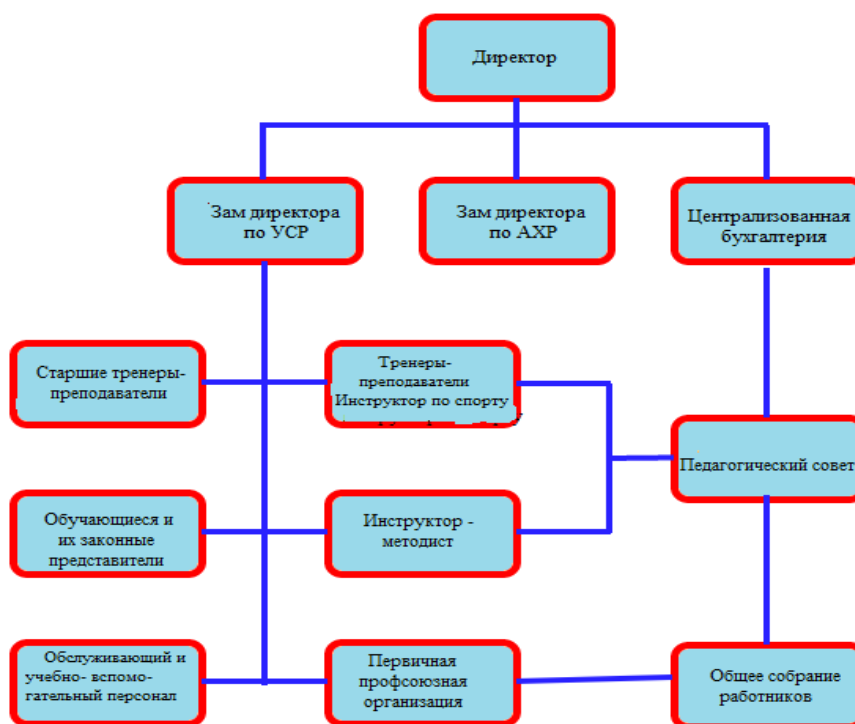 Директор
Зам директора
по УСР
Зам директора
по АХР
Централизованная
бухгалтерия
Старшие тренеры-
преподаватели
Тренеры-
преподаватели
Инструктор по спорту
Педагогический совет
Обучающиеся и
их законные
представители
Инструктор -
методист
Обслуживающий и
учебно- вспомо-
гательный персонал
Первичная
профсоюзная
организация
Общее собрание
работников